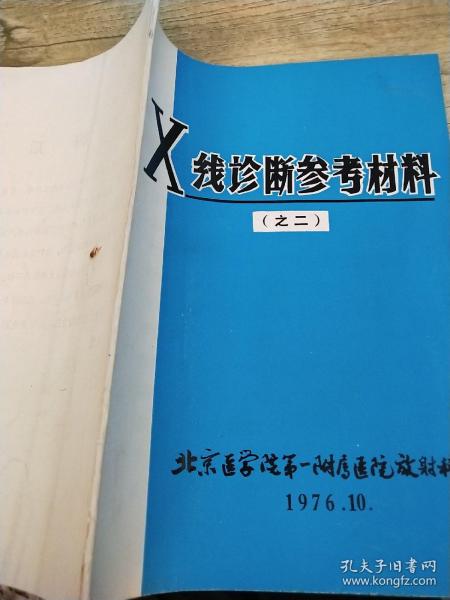 X线诊断参考材料
（之二）
北京医学院第一附属医院放射科
1976.10.
孔夫子旧书网
www.kongfz.com